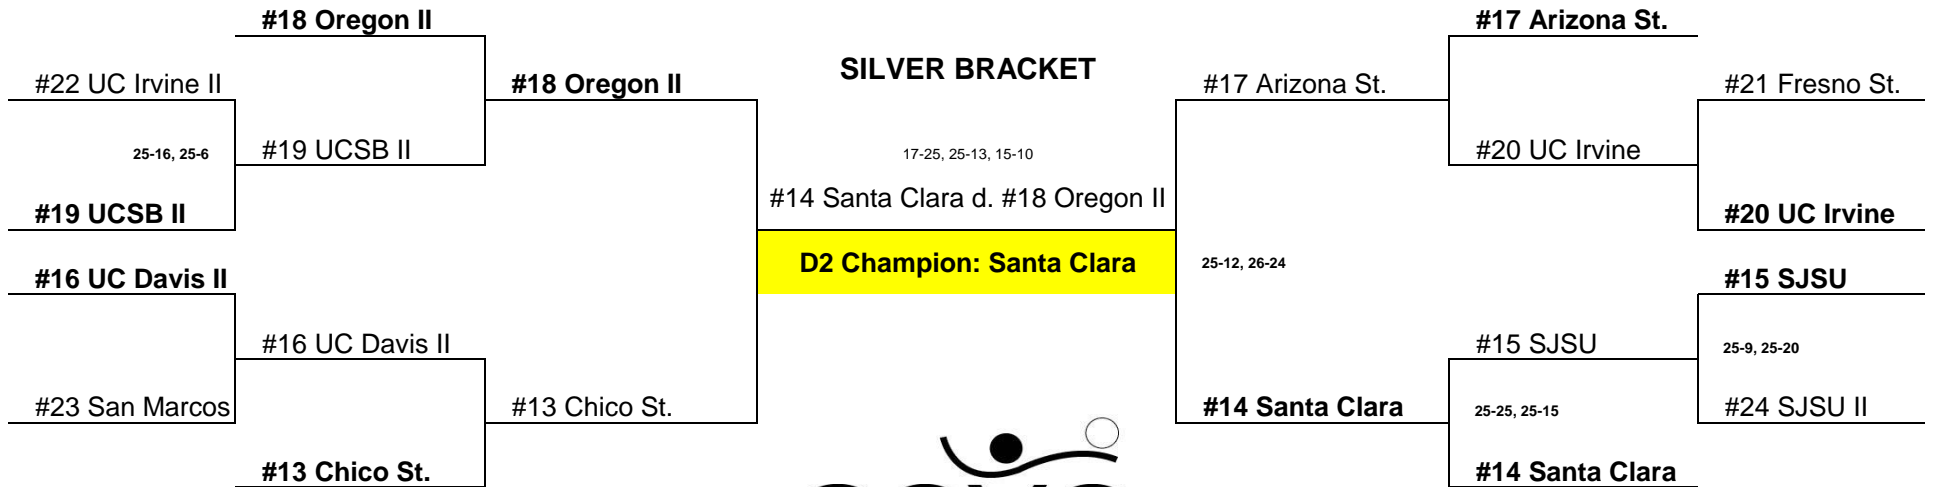 #18 Oregon II
#17 Arizona St.
#22 UC Irvine II
#18 Oregon II
SILVER BRACKET
#17 Arizona St.
#21 Fresno St.
25-16, 25-6
#19 UCSB II
17-25, 25-13, 15-10
#20 UC Irvine
#14 Santa Clara d. #18 Oregon II
#19 UCSB II
#20 UC Irvine
D2 Champion: Santa Clara
25-12, 26-24
#16 UC Davis II
#15 SJSU
#16 UC Davis II
#15 SJSU
25-9, 25-20
#23 San Marcos
#13 Chico St.
#14 Santa Clara
25-25, 25-15
#24 SJSU II
#13 Chico St.
#14 Santa Clara